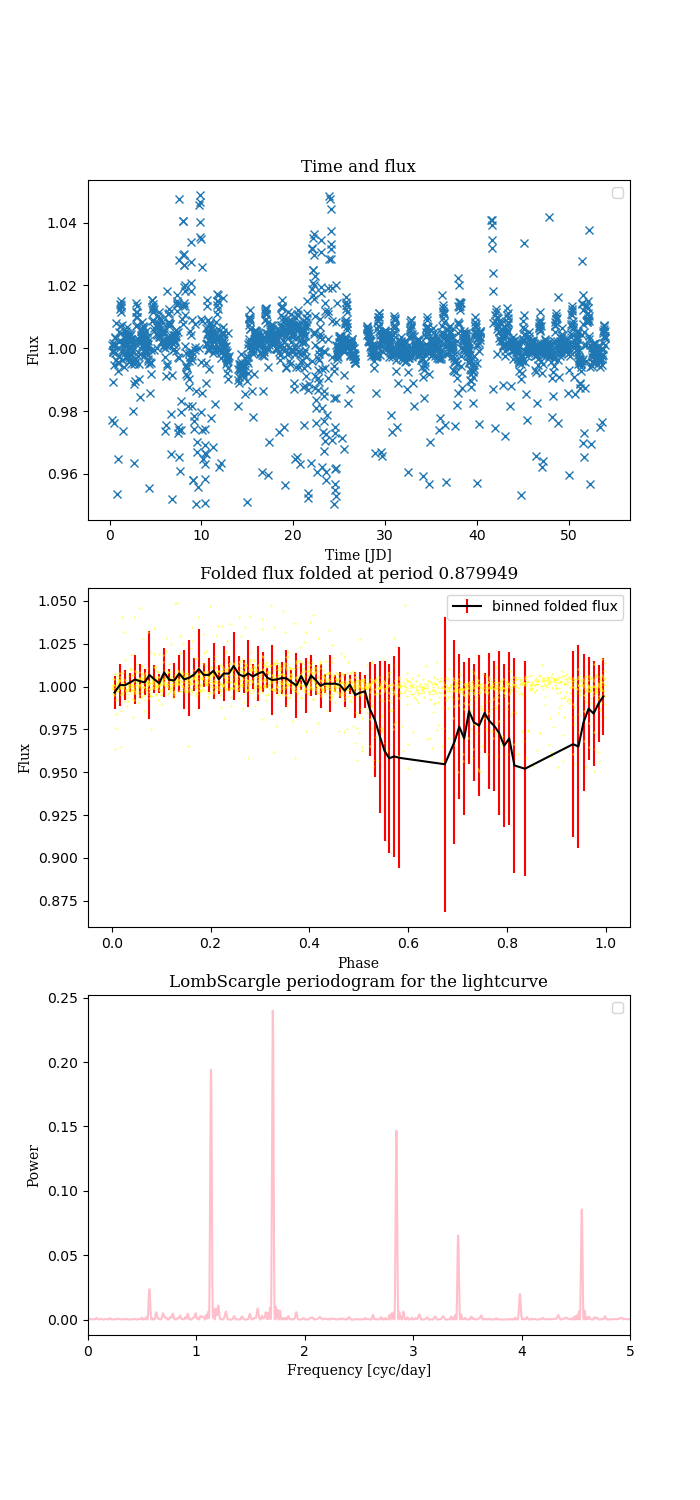 Time and flux
1.04
1.02
1.00
0.98
0.96
Flux
0 10 20 30 40 50
Time [JD]
Folded flux folded at period 0.879949
binned folded flux
1.050
1.025
1.000
0.975
0.950
0.925
0.900
0.875
Flux
0.0 0.2 0.4 0.6 0.8 1.0
Phase
LombScargle periodogram for the lightcurve
0.25
0.20
0.15
0.10
0.05
0.00
Power
0 1 2 3 4 5
Frequency [cyc/day]